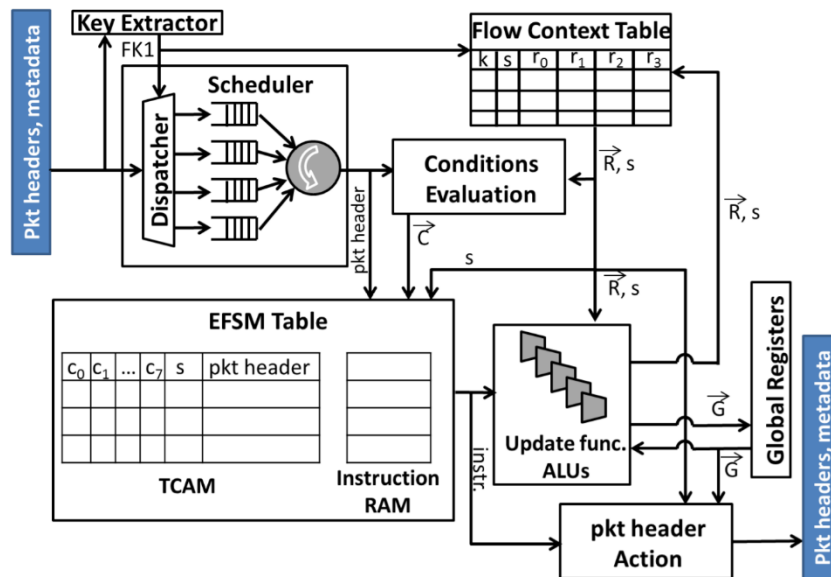 Pkt headers, metadata
Key Extractor
FK1
Scheduler
Dispatcher
Flow Context Table
k s r0 r1 r2 r3
Conditions
Evaluation
R, s
R, s
pkt header
C
s
R, s
EFSM Table
c0 c1 ... c7 s pkt header
TCAM
Instruction
RAM
instr.
Update func.
ALUs
G
G
Global Registers
pkt header
Action
Pkt headers, metadata